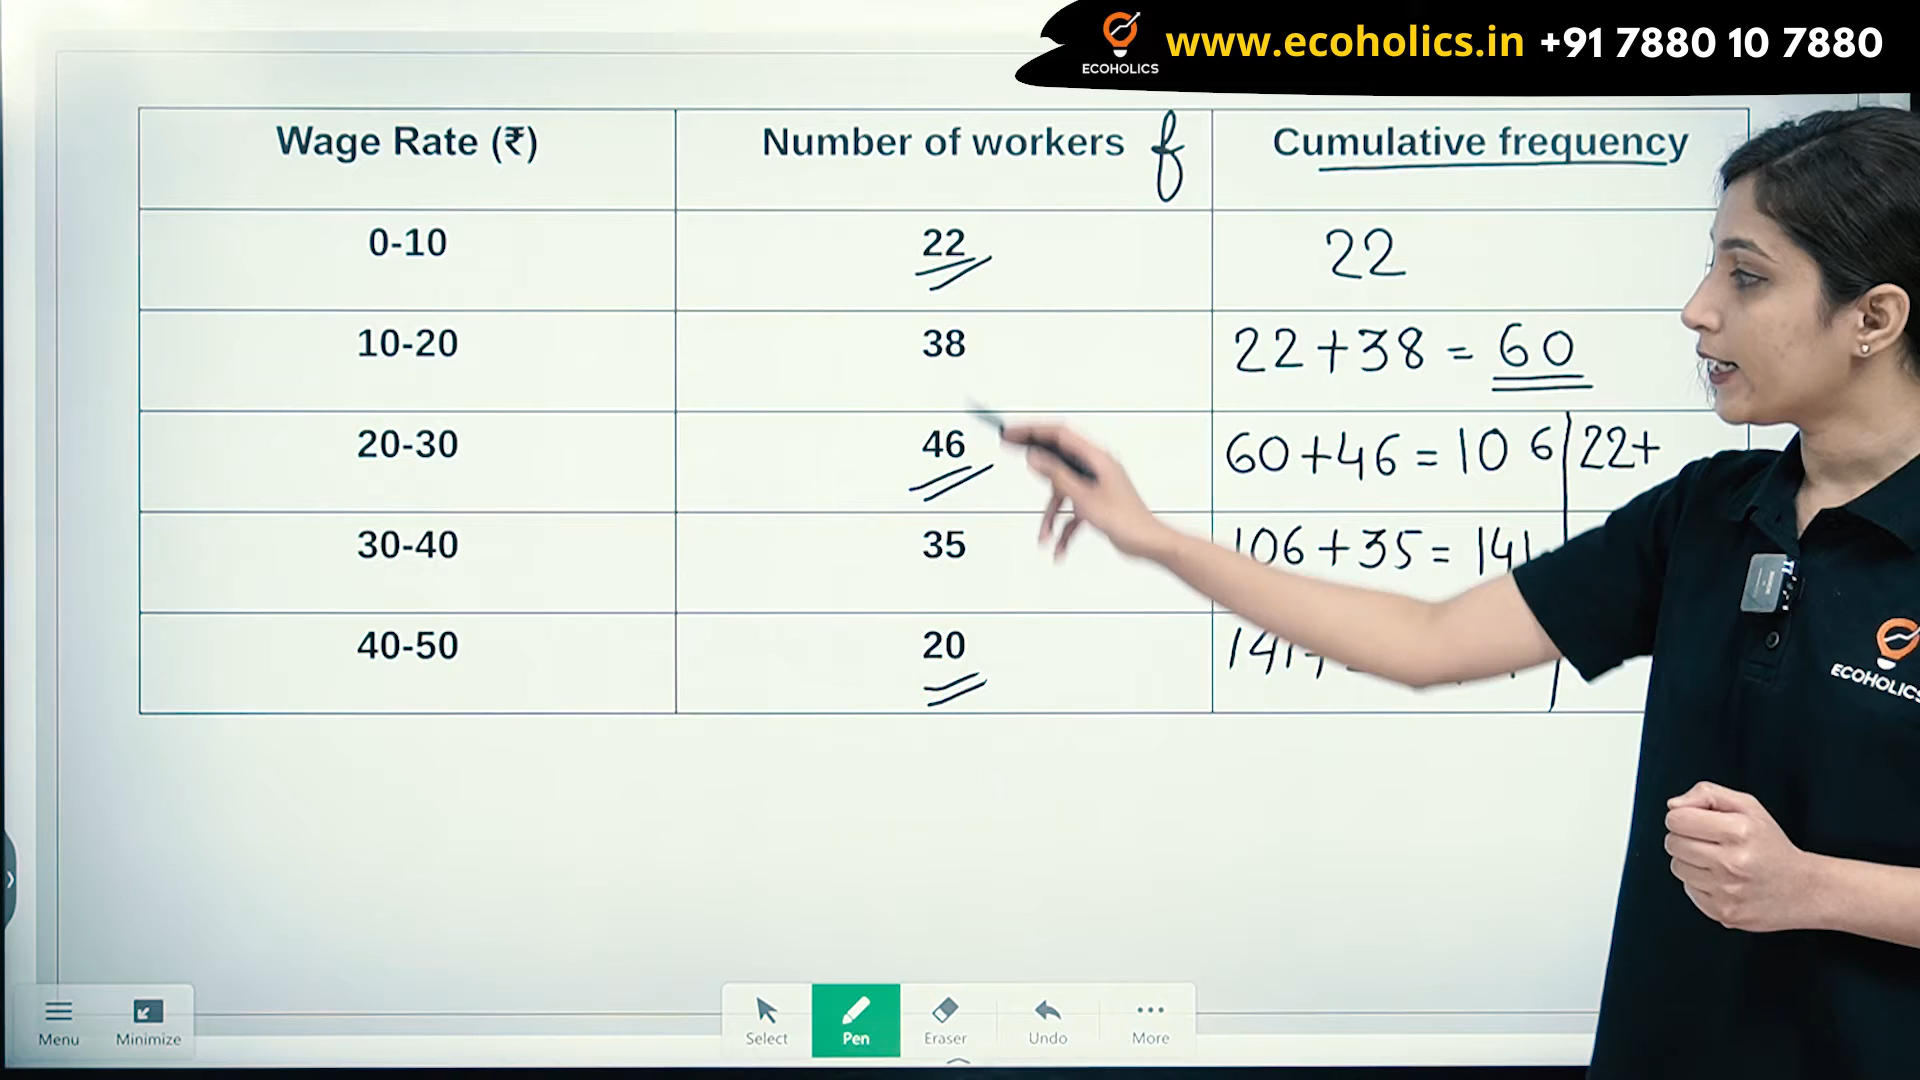 www.ecoholics.in +91 7880 10 7880
ECOHOLICS
Wage Rate (₹) Number of workers f Cumulative frequency
0-10 22 22
10-20 38 22+38 = 60
20-30 46 60+46 = 106 22+
30-40 35 106+35 = 141
40-50 20 141+
ECOHOLICS
Menu Minimize Select Pen Eraser Undo More